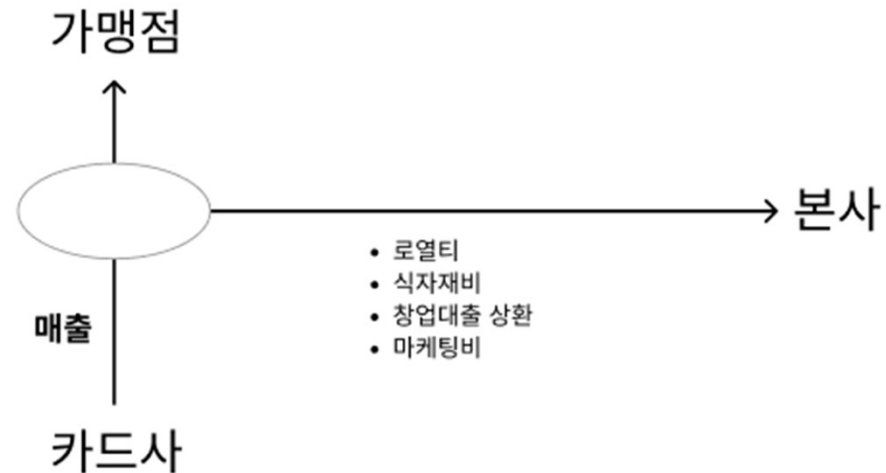 가맹점
본사
• 로열티
• 식자재비
• 창업대출 상환
• 마케팅비
매출
카드사